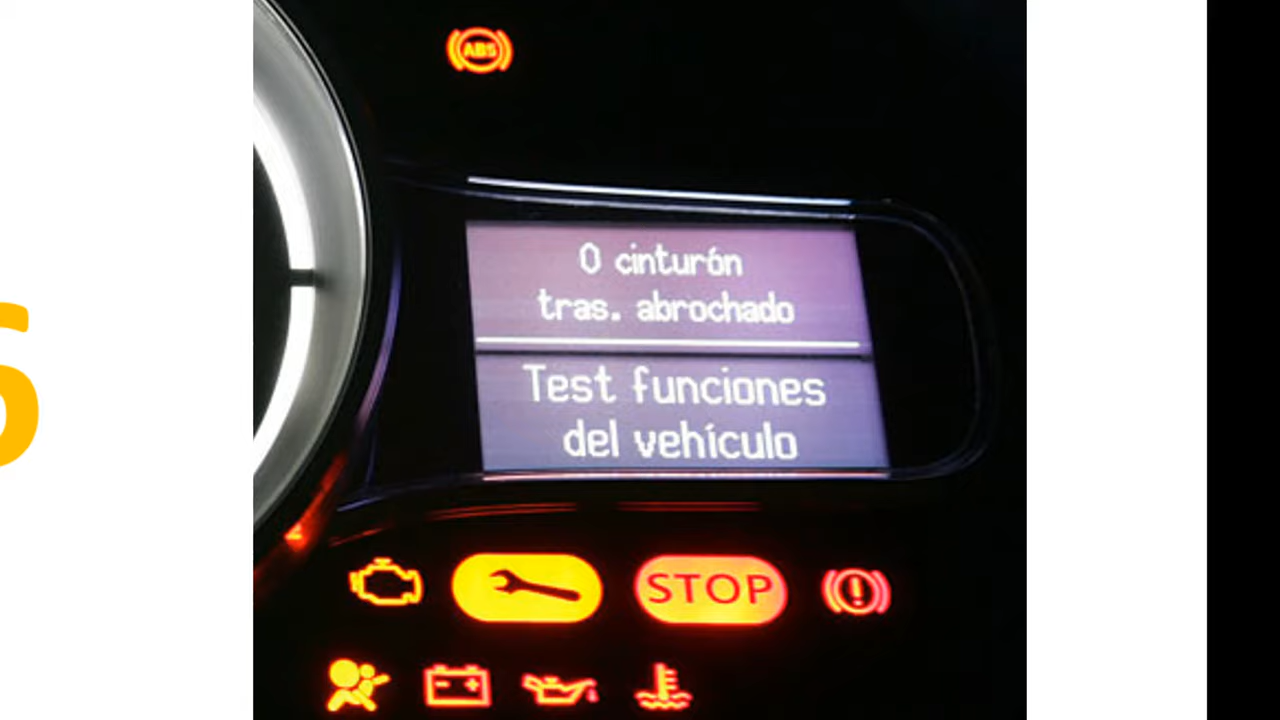 ABS
0 cinturón
tras. abrochado
Test funciones
del vehículo
STOP